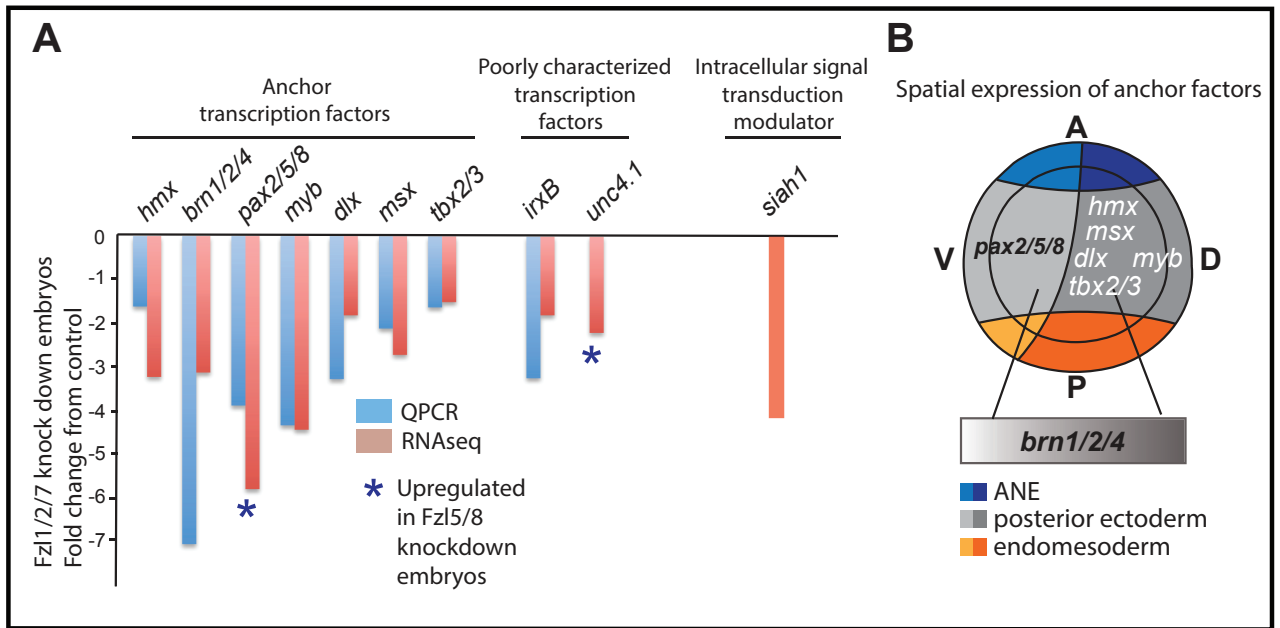 A
Anchor
transcription factors
Poorly characterized
transcription
factors
Intracellular signal
transduction
modulator
hmx
brn1/2/4
pax2/5/8
myb
dlx
msx
tbx2/3
irxB
unc4.1
siah1
Fzl1/2/7 knock down embryos
Fold change from control
0
-1
-2
-3
-4
-5
-6
-7
*
*
QPCR
RNAseq
* Upregulated
in Fzl5/8
knockdown
embryos
B
Spatial expression of anchor factors
A
V
D
P
pax2/5/8
hmx
msx
dlx myb
tbx2/3
brn1/2/4
ANE
posterior ectoderm
endomesoderm